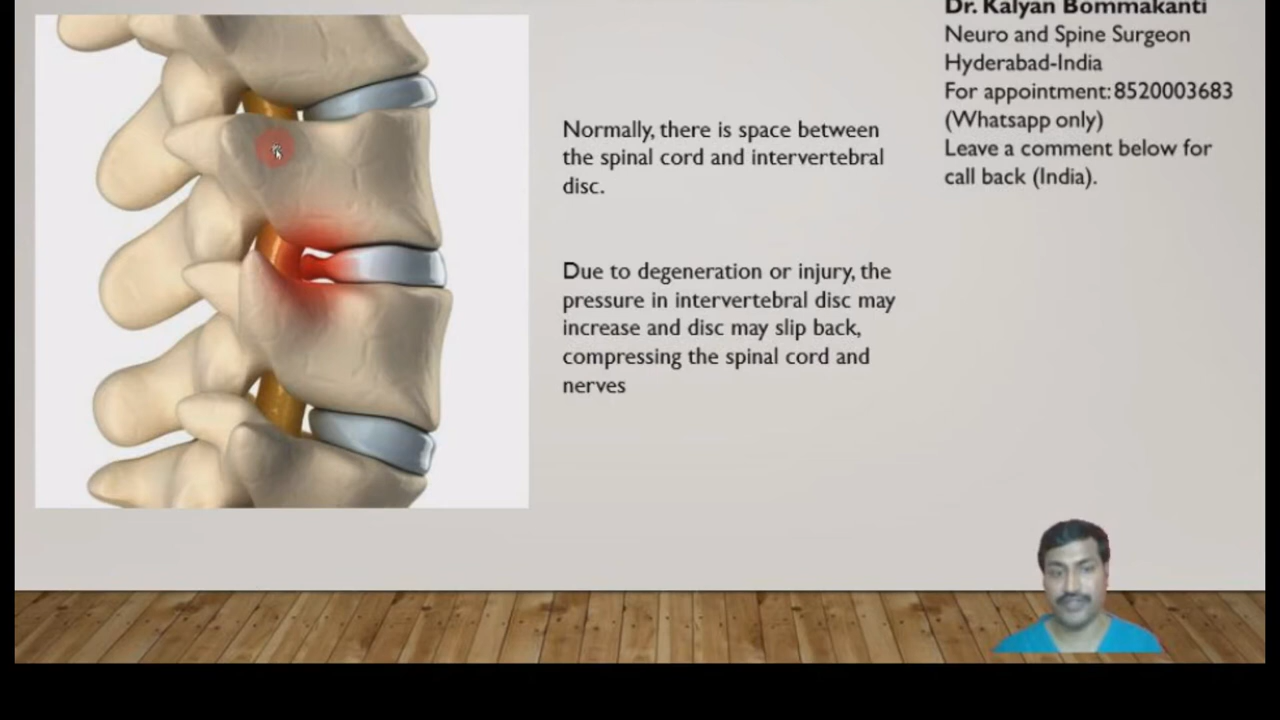 Normally, there is space between
the spinal cord and intervertebral
disc.
Due to degeneration or injury, the
pressure in intervertebral disc may
increase and disc may slip back,
compressing the spinal cord and
nerves
Dr. Kalyan Bommakanti
Neuro and Spine Surgeon
Hyderabad-India
For appointment: 8520003683
(Whatsapp only)
Leave a comment below for
call back (India).